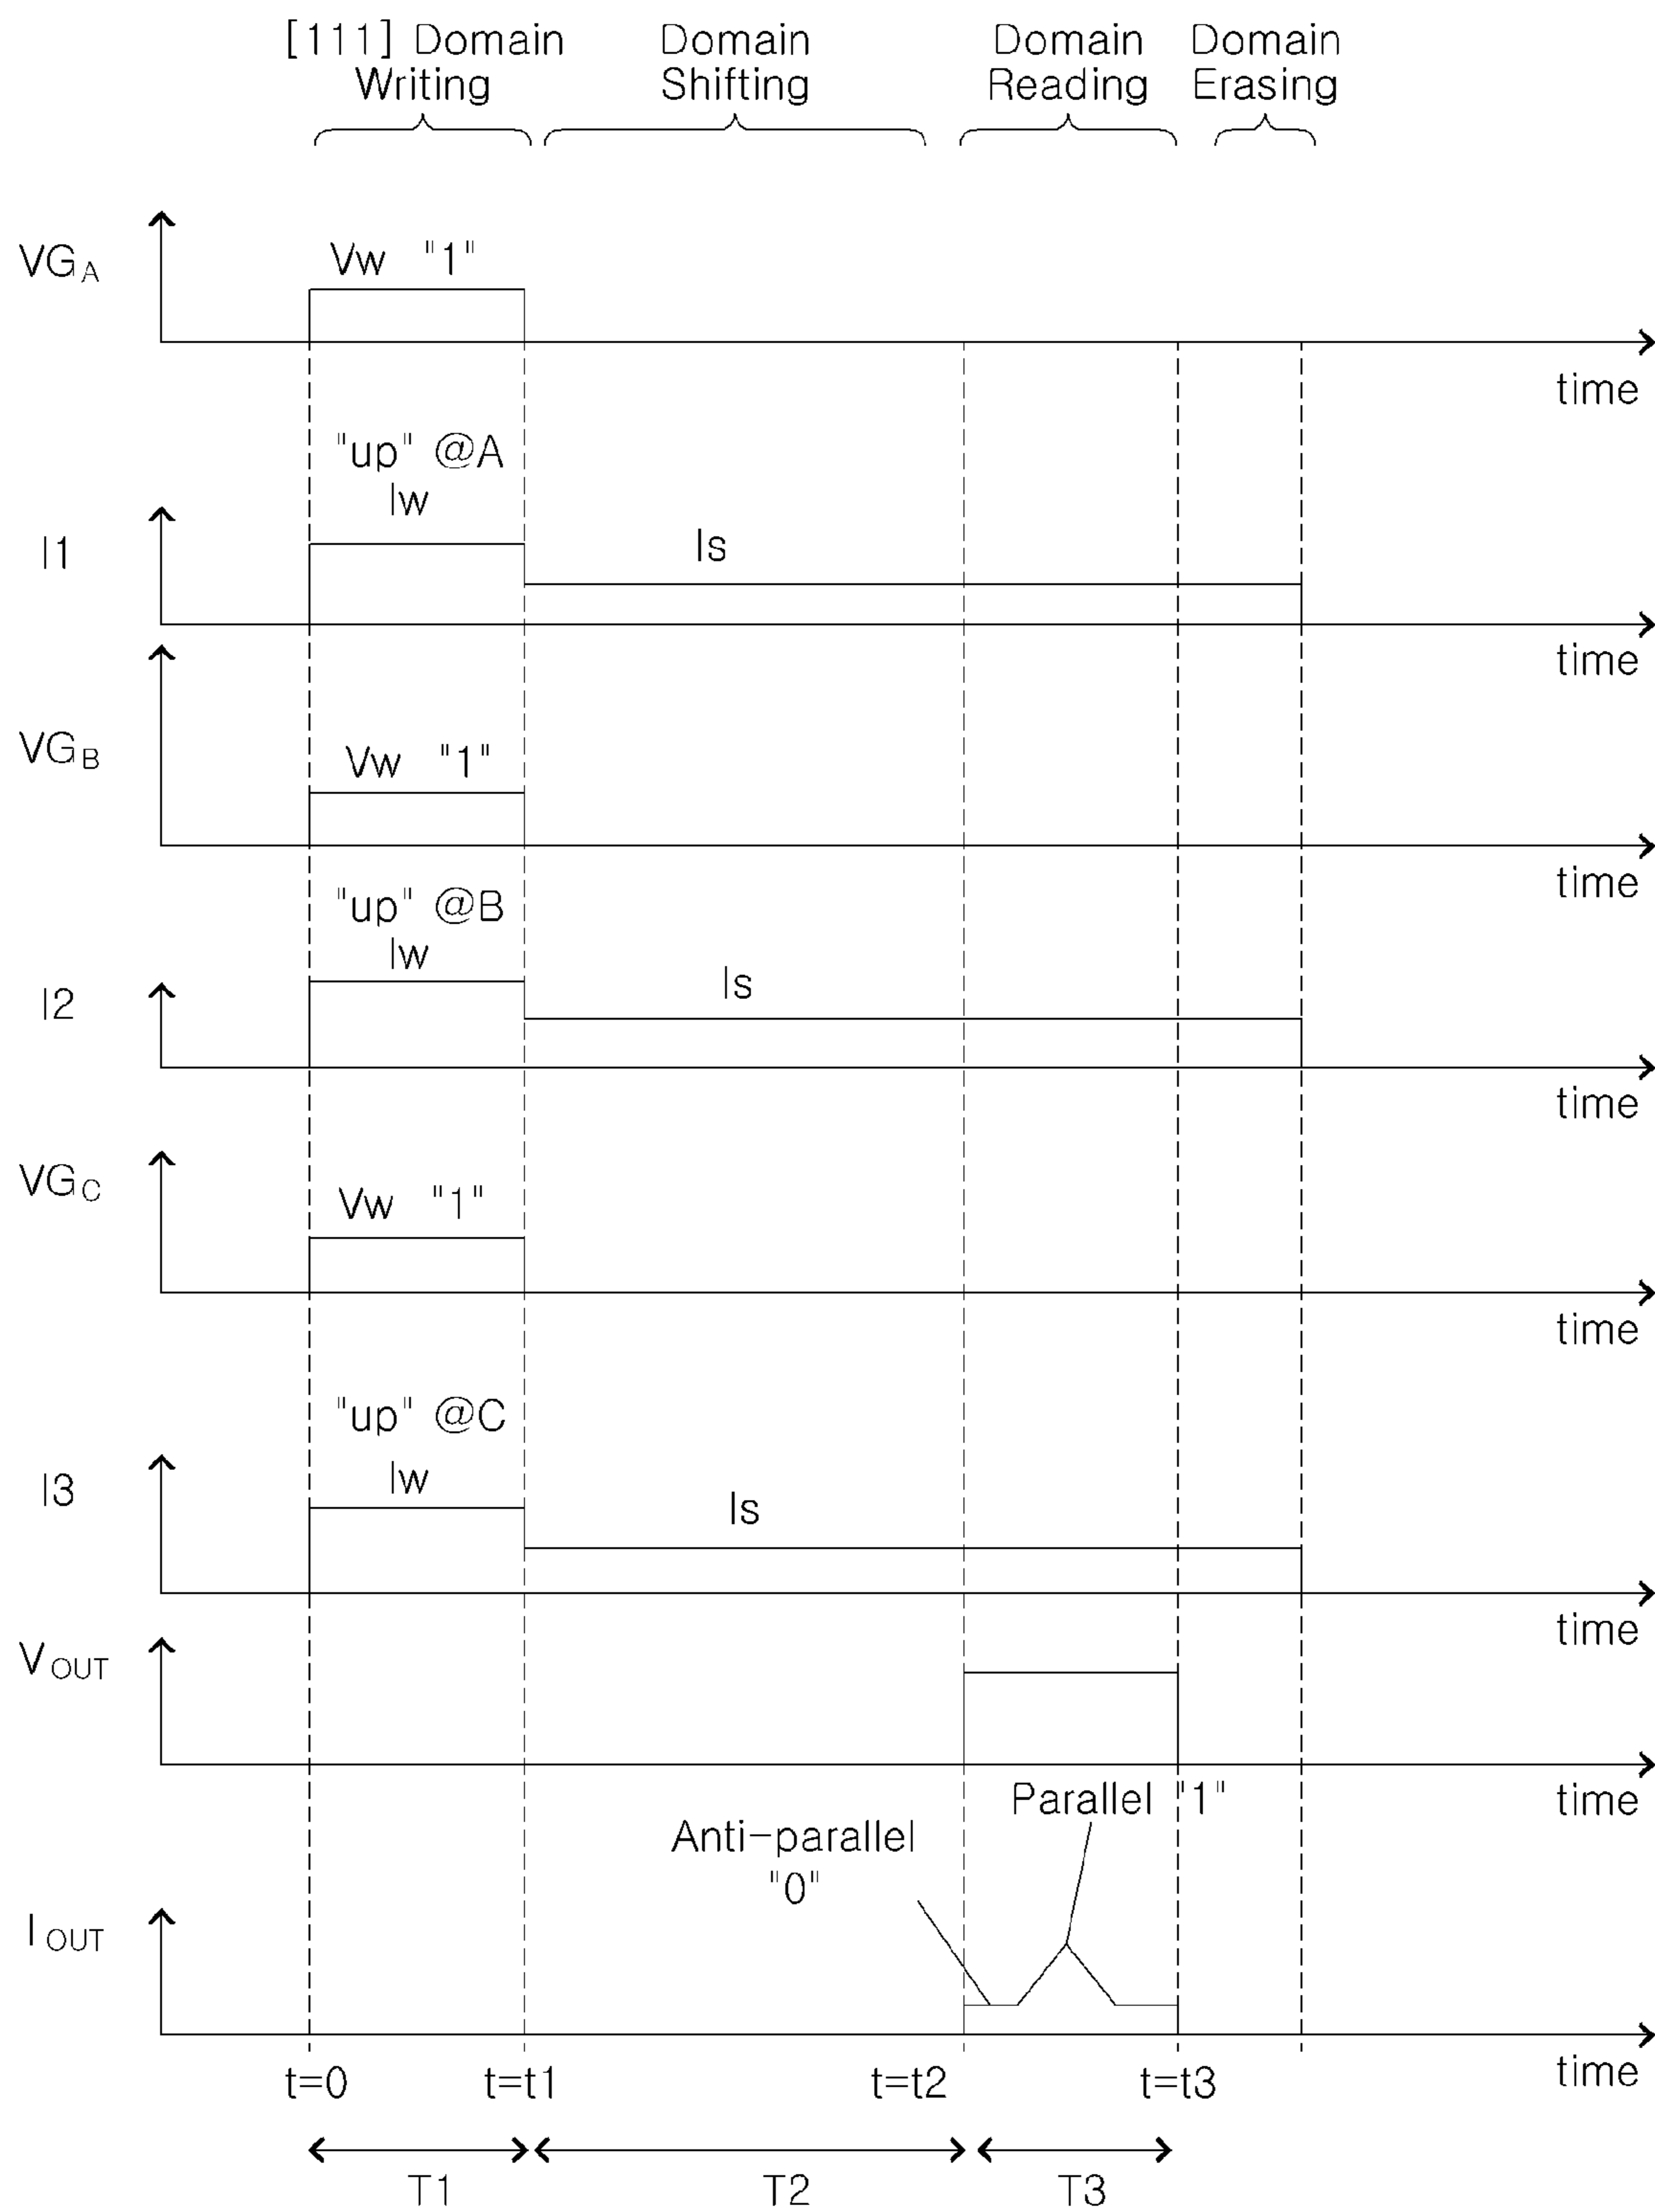 [111] Domain Writing
Domain Shifting
Domain Reading
Domain Erasing
VGA
Vw "1"
time
"up" @A
Iw
I1
Is
time
VGB
Vw "1"
time
"up" @B
Iw
I2
Is
time
VGC
Vw "1"
time
"up" @C
Iw
I3
Is
time
VOUT
time
Parallel "1"
Anti-parallel
"0"
IOUT
time
t=0
t=t1
t=t2
t=t3
T1
T2
T3